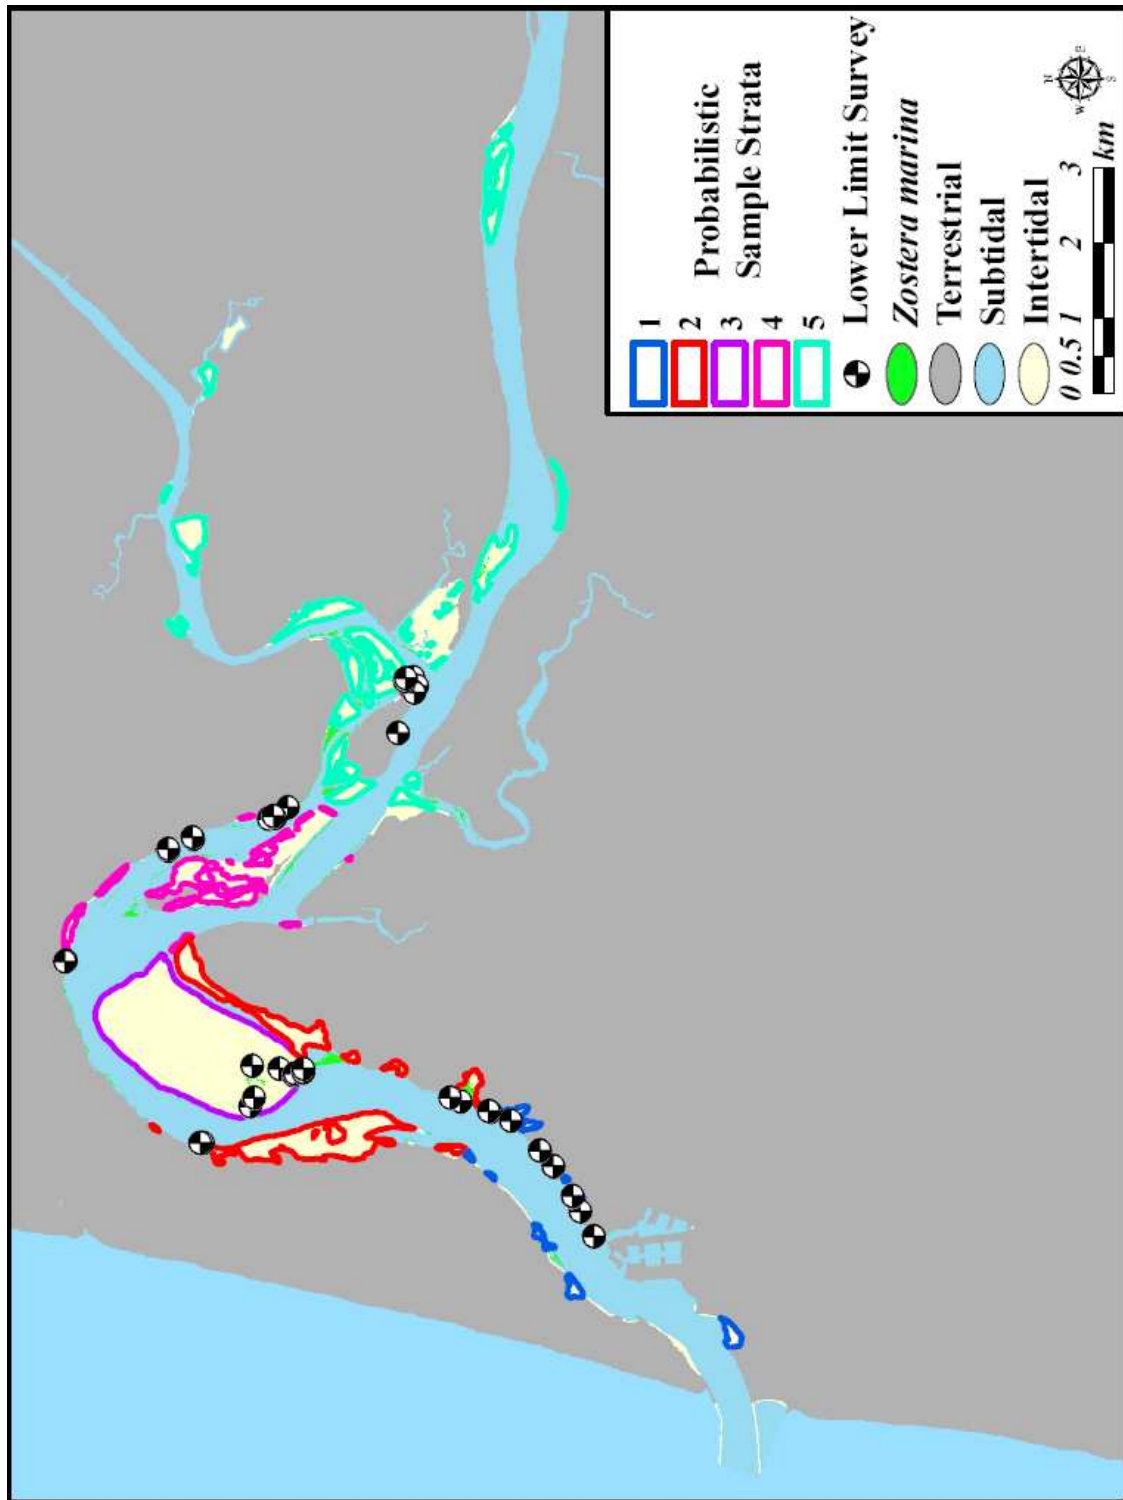 1
2
3
4
5
Probabilistic
Sample Strata
Lower Limit Survey
Zostera marina
Terrestrial
Subtidal
Intertidal
0 0.5 1 2 3
km
N
E
S
W